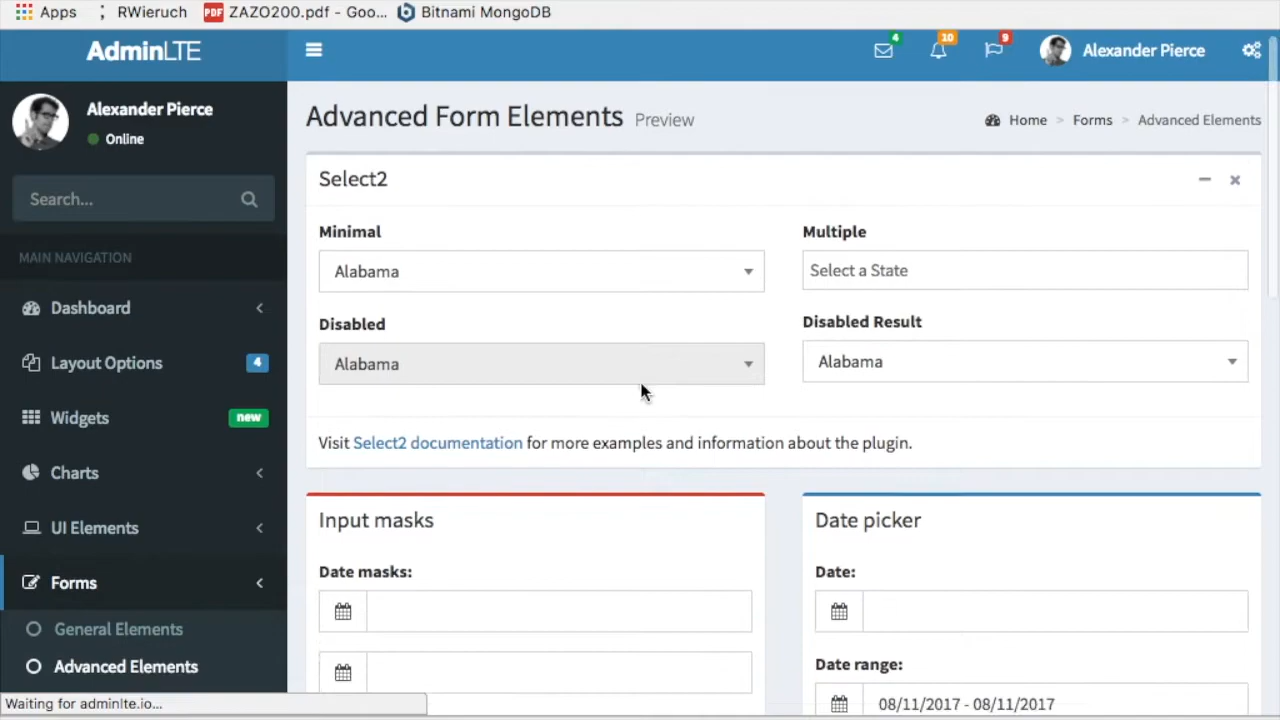 Apps RWieruch PDF ZAZO200.pdf - Goo... Bitnami MongoDB
AdminLTE
4 10 9 Alexander Pierce
Alexander Pierce
Online
Search...
MAIN NAVIGATION
Dashboard
Layout Options 4
Widgets new
Charts
UI Elements
Forms
General Elements
Advanced Elements
Advanced Form Elements Preview
Home > Forms > Advanced Elements
Select2
Minimal
Alabama
Multiple
Select a State
Disabled
Alabama
Disabled Result
Alabama
Visit Select2 documentation for more examples and information about the plugin.
Input masks
Date masks:
Date picker
Date:
Date range:
08/11/2017 - 08/11/2017
Waiting for adminlte.io...